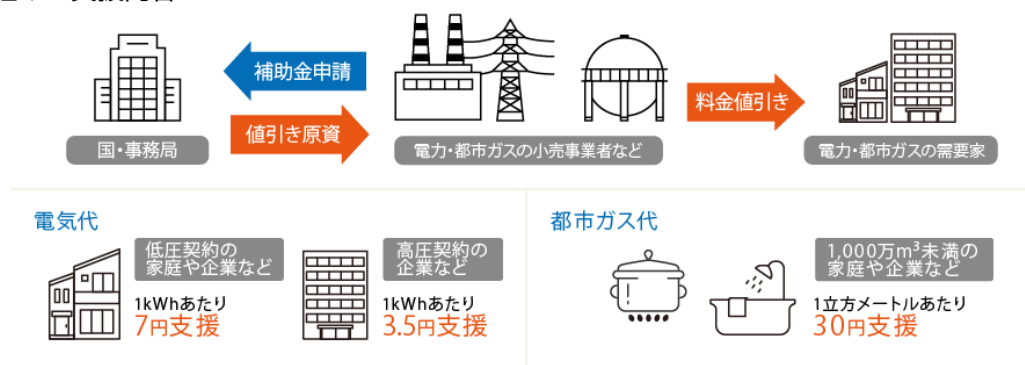 補助金申請
値引き原資
料金値引き
国・事務局
電力・都市ガスの小売事業者など
電力・都市ガスの需要家
電気代
低圧契約の
家庭や企業など
1kWhあたり
7円支援
高圧契約の
企業など
1kWhあたり
3.5円支援
都市ガス代
1,000万m³未満の
家庭や企業など
1立方メートルあたり
30円支援